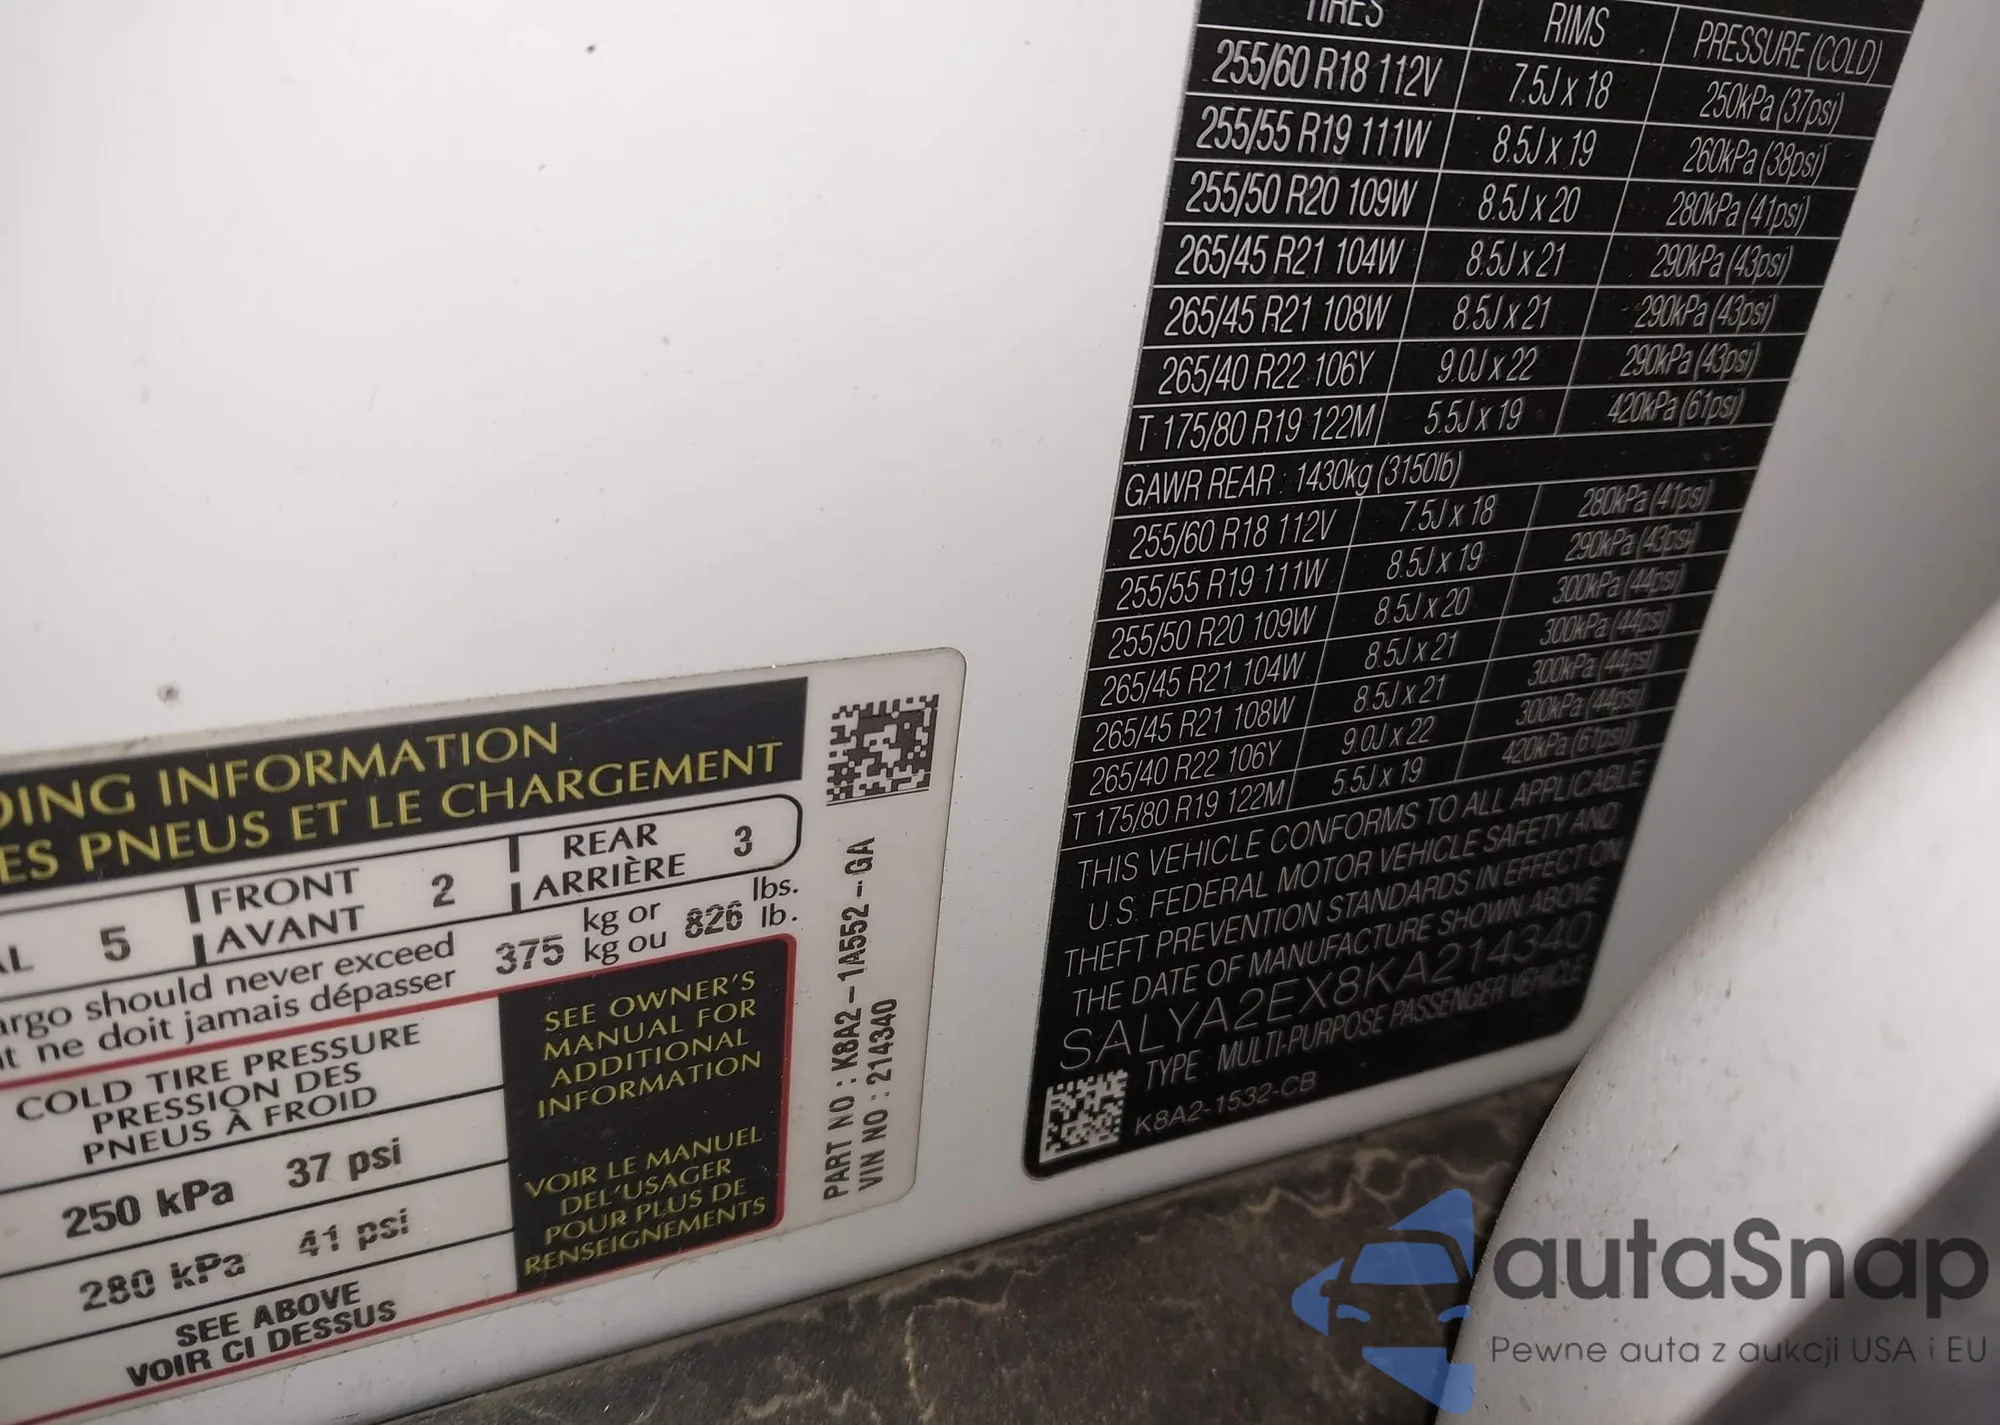 TIRES RIMS PRESSURE (COLD)
255/60 R18 112V 7.5J x 18 250kPa (37psi)
255/55 R19 111W 8.5J x 19 260kPa (38psi)
255/50 R20 109W 8.5J x 20 280kPa (41psi)
265/45 R21 104W 8.5J x 21 290kPa (43psi)
265/45 R21 108W 8.5J x 21 290kPa (43psi)
265/40 R22 106Y 9.0J x 22 290kPa (43psi)
T 175/80 R19 122M 5.5J x 19 420kPa (61psi)
GAWR REAR : 1430kg (3150lb)
255/60 R18 112V 7.5J x 18 280kPa (41psi)
255/55 R19 111W 8.5J x 19 290kPa (43psi)
255/50 R20 109W 8.5J x 20 300kPa (44psi)
265/45 R21 104W 8.5J x 21 300kPa (44psi)
265/45 R21 108W 8.5J x 21 300kPa (44psi)
265/40 R22 106Y 9.0J x 22 300kPa (44psi)
T 175/80 R19 122M 5.5J x 19 420kPa (61psi)
THIS VEHICLE CONFORMS TO ALL APPLICABLE
U.S. FEDERAL MOTOR VEHICLE SAFETY AND
THEFT PREVENTION STANDARDS IN EFFECT ON
THE DATE OF MANUFACTURE SHOWN ABOVE
SALYA2EX8KA214340
TYPE : MULTI-PURPOSE PASSENGER VEHICLE
K8A2-1532-CB
DING INFORMATION
ES PNEUS ET LE CHARGEMENT
AL 5
FRONT
AVANT 2
REAR
ARRIÈRE 3
argo should never exceed 375 kg or 826 lbs.
nt ne doit jamais dépasser kg ou lb.
COLD TIRE PRESSURE
PRESSION DES
PNEUS À FROID
250 kPa 37 psi
280 kPa 41 psi
SEE ABOVE
VOIR CI DESSUS
SEE OWNER'S
MANUAL FOR
ADDITIONAL
INFORMATION
VOIR LE MANUEL
DEL'USAGER
POUR PLUS DE
RENSEIGNEMENTS
PART NO : K8A2-1A552-GA
VIN NO : 214340
autaSnap
Pewne auta z aukcji USA i EU